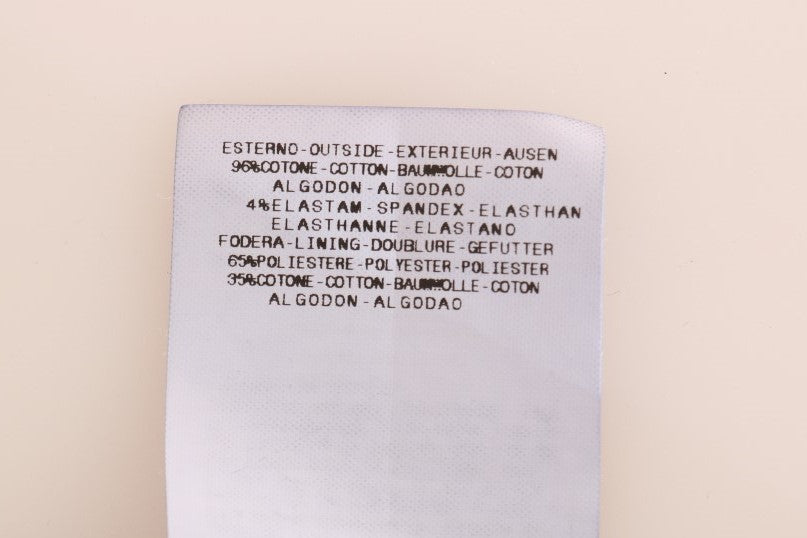 ESTERNO-OUTSIDE-EXTERIEUR-AUSEN
96%COTONE-COTTON-BAUMWOLLE-COTON
ALGODON-ALGODAO
4%ELASTAM-SPANDEX-ELASTHAN
ELASTHANNE-ELASTANO
FODERA-LINING-DOUBLURE-GEFUTTER
65%POLIESTERE-POLYESTER-POLIESTER
35%COTONE-COTTON-BAUMWOLLE-COTON
ALGODON-ALGODAO